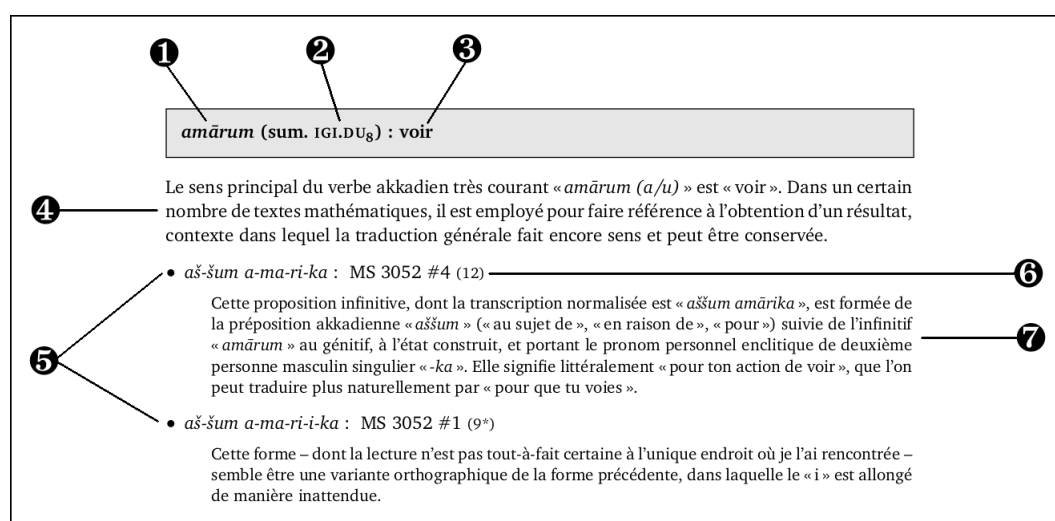 ❶ ❷ ❸
amārum (sum. IGI.DU₈) : voir
Le sens principal du verbe akkadien très courant « amārum (a/u) » est « voir ». Dans un certain
❹ nombre de textes mathématiques, il est employé pour faire référence à l’obtention d’un résultat,
contexte dans lequel la traduction générale fait encore sens et peut être conservée.
• aš-šum a-ma-ri-ka : MS 3052 #4 (12) ❻
Cette proposition infinitive, dont la transcription normalisée est « aššum amārika », est formée de
la préposition akkadienne « aššum » (« au sujet de », « en raison de », « pour ») suivie de l’infinitif
« amārum » au génitif, à l’état construit, et portant le pronom personnel enclitique de deuxième ❼
❺ personne masculin singulier « -ka ». Elle signifie littéralement « pour ton action de voir », que l’on
peut traduire plus naturellement par « pour que tu voies ».
• aš-šum a-ma-ri-i-ka : MS 3052 #1 (9*)
Cette forme – dont la lecture n’est pas tout-à-fait certaine à l’unique endroit où je l’ai rencontrée –
semble être une variante orthographique de la forme précédente, dans laquelle le « i » est allongé
de manière inattendue.